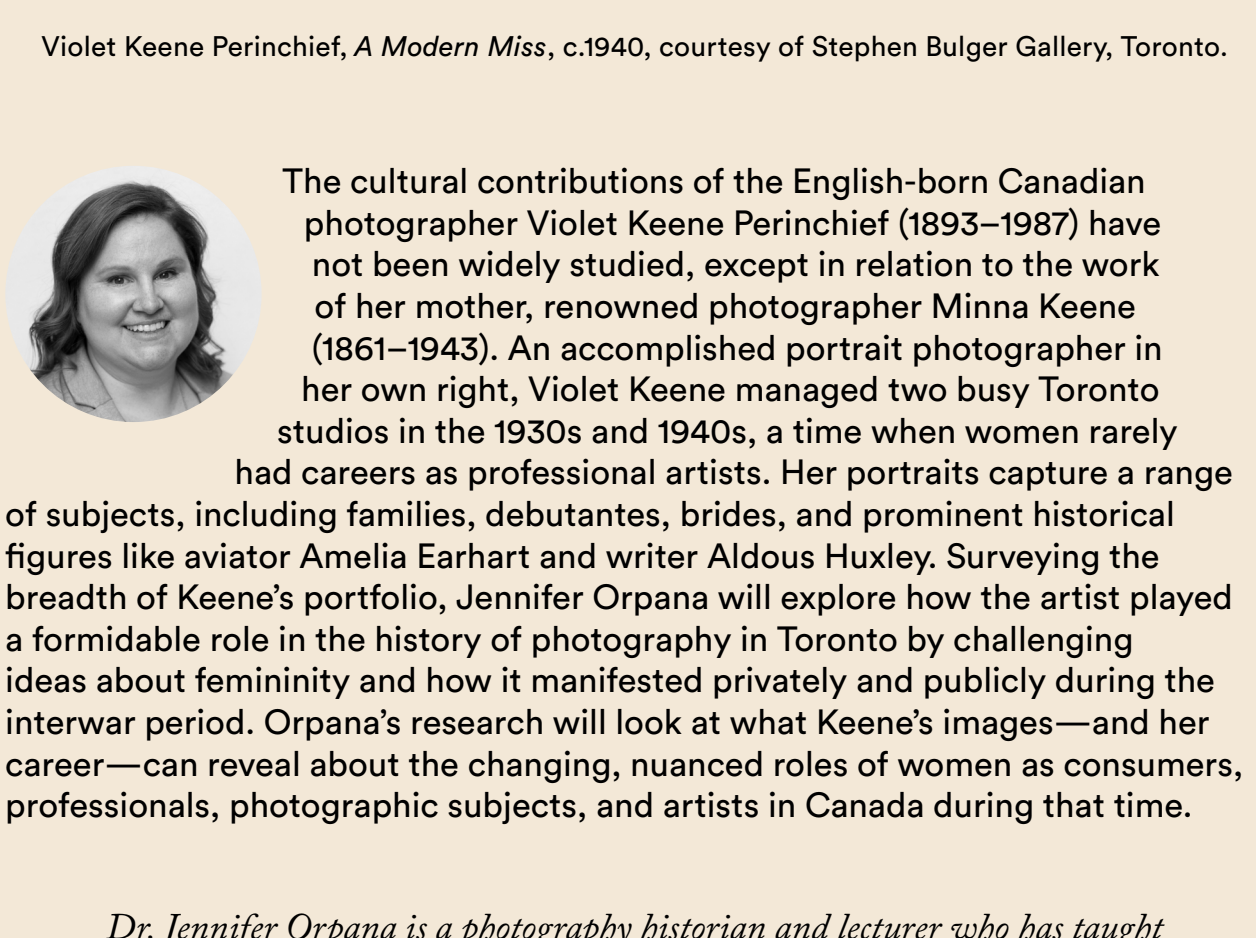 Violet Keene Perinchief, A Modern Miss, c.1940, courtesy of Stephen Bulger Gallery, Toronto.
The cultural contributions of the English-born Canadian
photographer Violet Keene Perinchief (1893–1987) have
not been widely studied, except in relation to the work
of her mother, renowned photographer Minna Keene
(1861–1943). An accomplished portrait photographer in
her own right, Violet Keene managed two busy Toronto
studios in the 1930s and 1940s, a time when women rarely
had careers as professional artists. Her portraits capture a range
of subjects, including families, debutantes, brides, and prominent historical
figures like aviator Amelia Earhart and writer Aldous Huxley. Surveying the
breadth of Keene’s portfolio, Jennifer Orpana will explore how the artist played
a formidable role in the history of photography in Toronto by challenging
ideas about femininity and how it manifested privately and publicly during the
interwar period. Orpana’s research will look at what Keene’s images—and her
career—can reveal about the changing, nuanced roles of women as consumers,
professionals, photographic subjects, and artists in Canada during that time.
Dr. Jennifer Orpana is a photography historian and lecturer who has taught